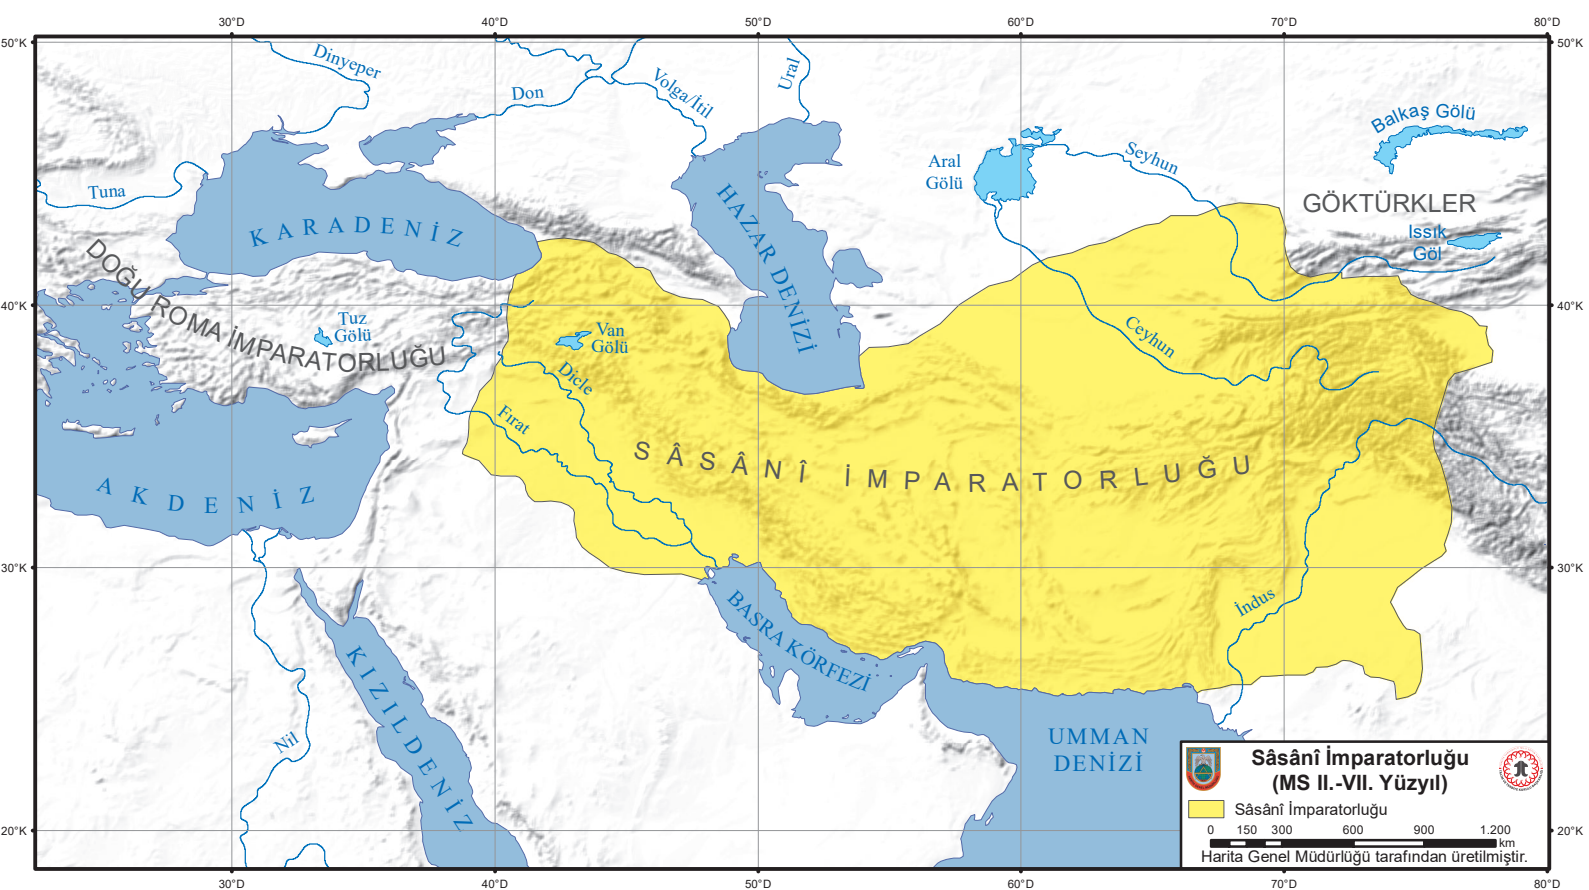 30°D 40°D 50°D 60°D 70°D 80°D
50°K 50°K
Dinyeper
Don
Volga/İtil
Ural
Balkaş Gölü
Aral
Gölü
Seyhun
Tuna
GÖKTÜRKLER
KARADENİZ
HAZAR DENİZİ
Issık
Göl
DOĞU ROMA İMPARATORLUĞU
40°K 40°K
Tuz
Gölü
Van
Gölü
Ceyhun
Dicle
Fırat
SÂSÂNÎ İMPARATORLUĞU
AKDENİZ
30°K 30°K
BASRA KÖRFEZİ
İndus
KIZILDENİZ
Nil
UMMAN
DENİZİ
Sâsânî İmparatorluğu
(MS II.-VII. Yüzyıl)
Sâsânî İmparatorluğu
0 150 300 600 900 1.200
km
Harita Genel Müdürlüğü tarafından üretilmiştir.
20°K 20°K
30°D 40°D 50°D 60°D 70°D 80°D